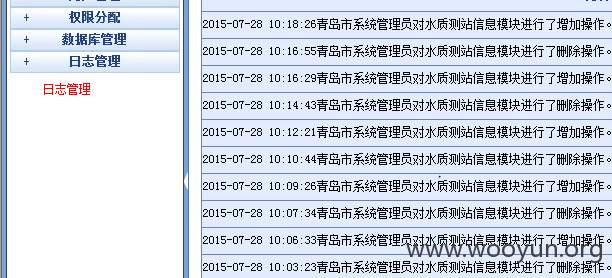 + 权限分配
+ 数据库管理
+ 日志管理
日志管理
2015-07-28 10:18:26青岛市系统管理员对水质测站信息模块进行了增加操作。
2015-07-28 10:16:55青岛市系统管理员对水质测站信息模块进行了删除操作。
2015-07-28 10:16:29青岛市系统管理员对水质测站信息模块进行了增加操作。
2015-07-28 10:14:43青岛市系统管理员对水质测站信息模块进行了删除操作。
2015-07-28 10:12:21青岛市系统管理员对水质测站信息模块进行了增加操作。
2015-07-28 10:10:44青岛市系统管理员对水质测站信息模块进行了删除操作。
2015-07-28 10:09:26青岛市系统管理员对水质测站信息模块进行了增加操作。
2015-07-28 10:07:34青岛市系统管理员对水质测站信息模块进行了删除操作。
2015-07-28 10:06:33青岛市系统管理员对水质测站信息模块进行了增加操作。
2015-07-28 10:03:23青岛市系统管理员对水质测站信息模块进行了删除操作。
www.wooyun.org